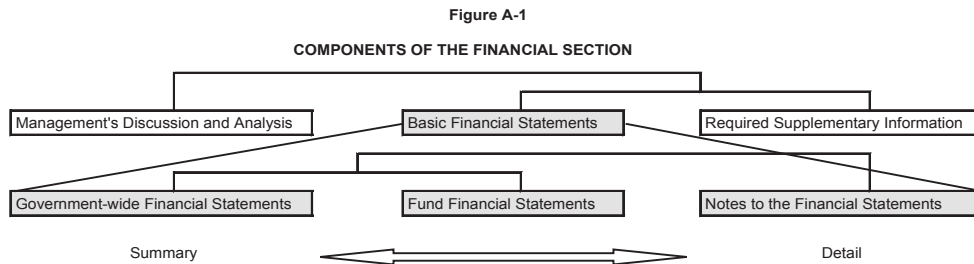 Figure A-1
COMPONENTS OF THE FINANCIAL SECTION
Management's Discussion and Analysis
Basic Financial Statements
Required Supplementary Information
Government-wide Financial Statements
Fund Financial Statements
Notes to the Financial Statements
Summary
Detail